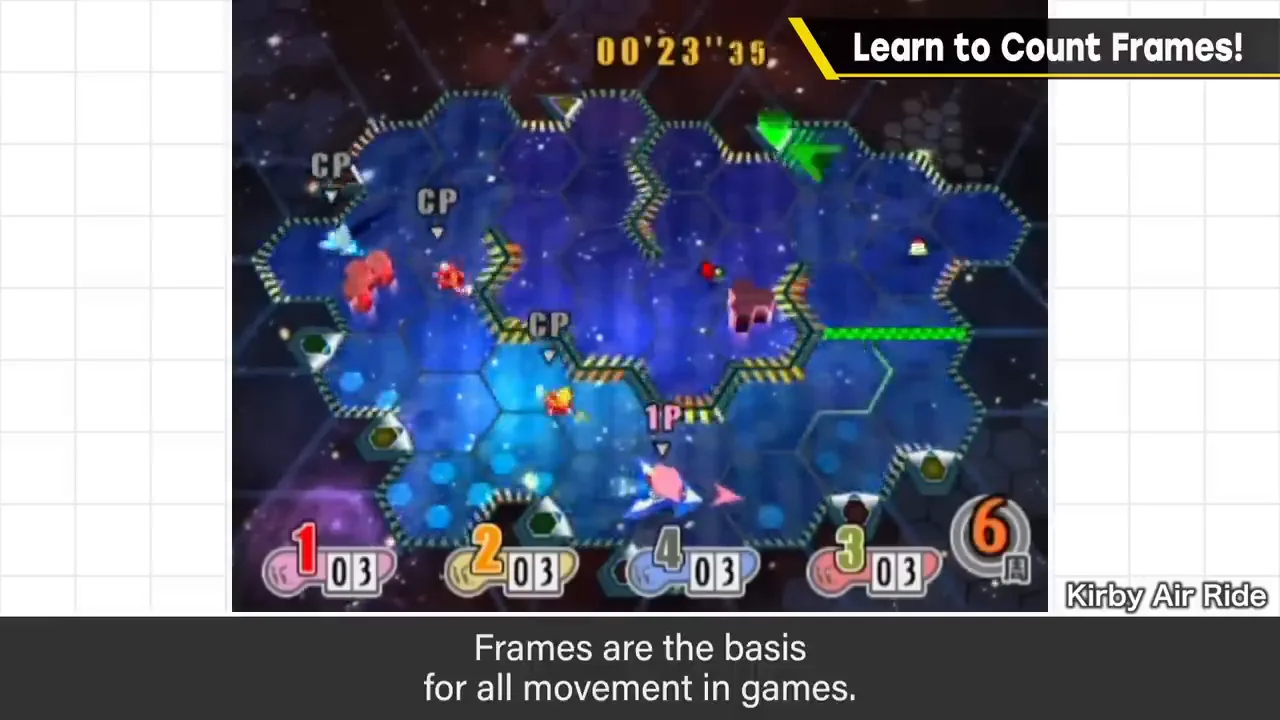 00'23"35
Learn to Count Frames!
CP
CP
CP
1P
1
03
2
03
4
03
3
03
6
周
Kirby Air Ride
Frames are the basis
for all movement in games.